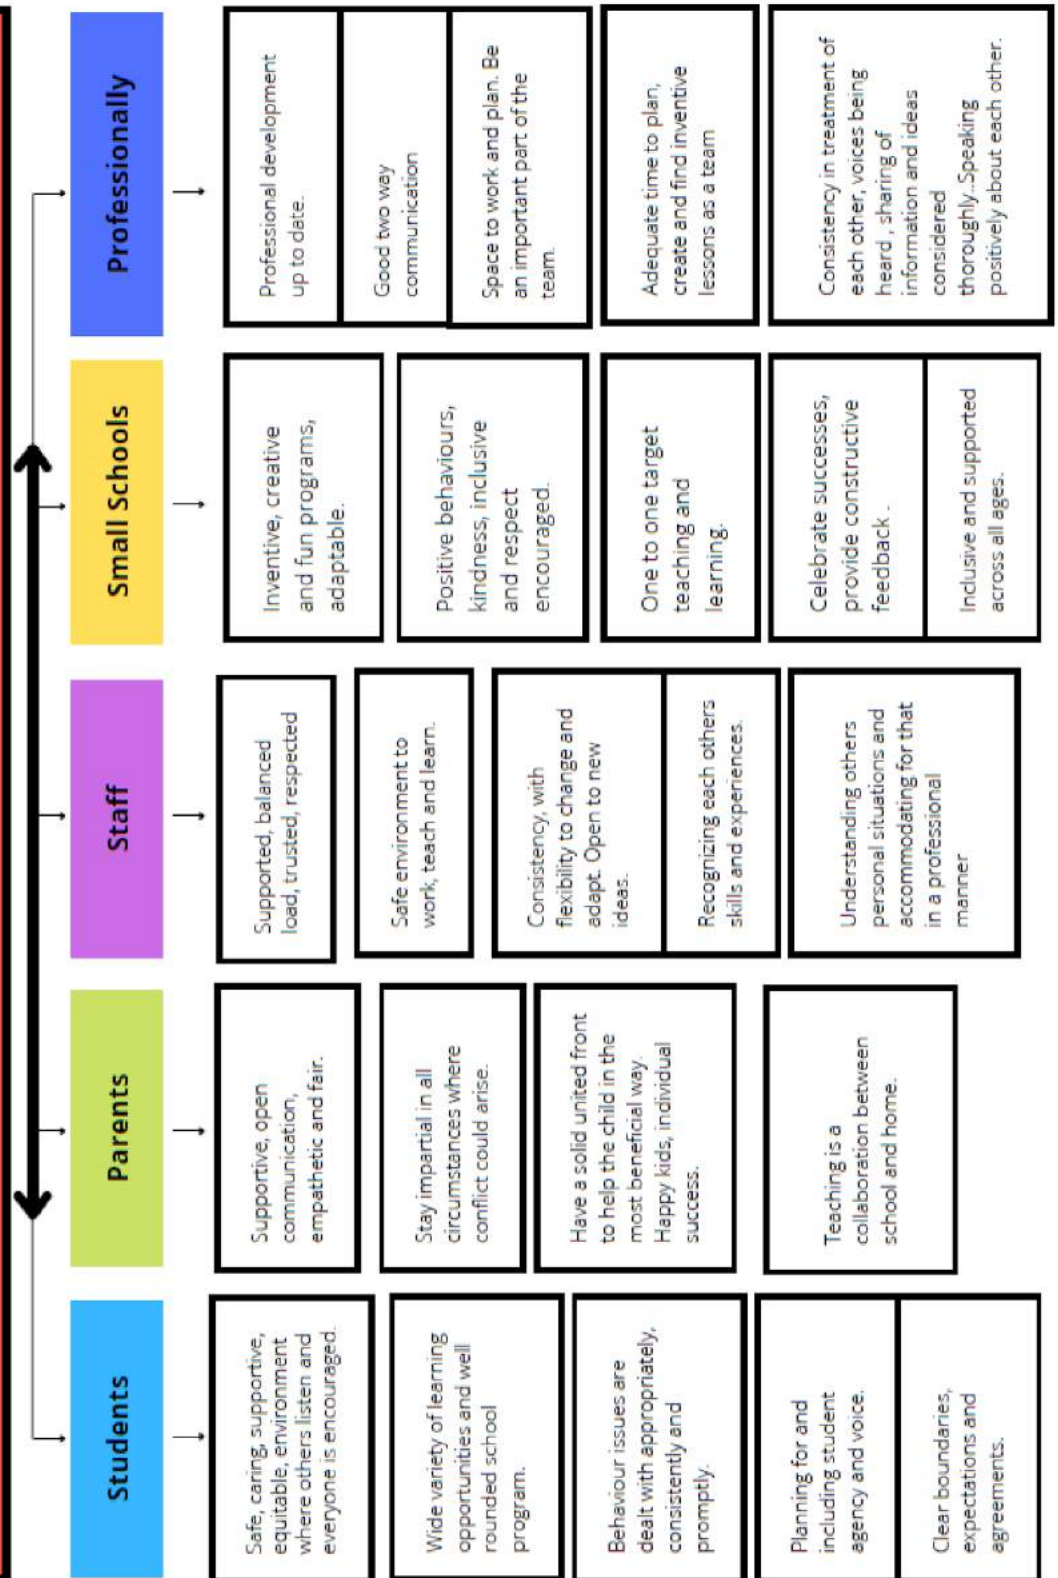 Students
Safe, caring, supportive,
equitable, environment
where others listen and
everyone is encouraged.
Wide variety of learning
opportunities and well
rounded school
program.
Behaviour issues are
dealt with appropriately,
consistently and
promptly.
Planning for and
including student
agency and voice.
Clear boundaries,
expectations and
agreements.
Parents
Supportive, open
communication,
empathetic and fair.
Stay impartial in all
circumstances where
conflict could arise.
Have a solid united front
to help the child in the
most beneficial way.
Happy kids, individual
success.
Teaching is a
collaboration between
school and home.
Staff
Supported, balanced
load, trusted, respected
Safe environment to
work, teach and learn.
Consistency, with
flexibility to change and
adapt. Open to new
ideas.
Recognizing each others
skills and experiences.
Understanding others
personal situations and
accommodating for that
in a professional
manner
Small Schools
Inventive, creative
and fun programs,
adaptable.
Positive behaviours,
kindness, inclusive
and respect
encouraged.
One to one target
teaching and
learning.
Celebrate successes,
provide constructive
feedback .
Inclusive and supported
across all ages.
Professionally
Professional development
up to date.
Good two way
communication
Space to work and plan. Be
an important part of the
team.
Adequate time to plan,
create and find inventive
lessons as a team
Consistency in treatment of
each other, voices being
heard , sharing of
information and ideas
considered
thoroughly..Speaking
positively about each other.